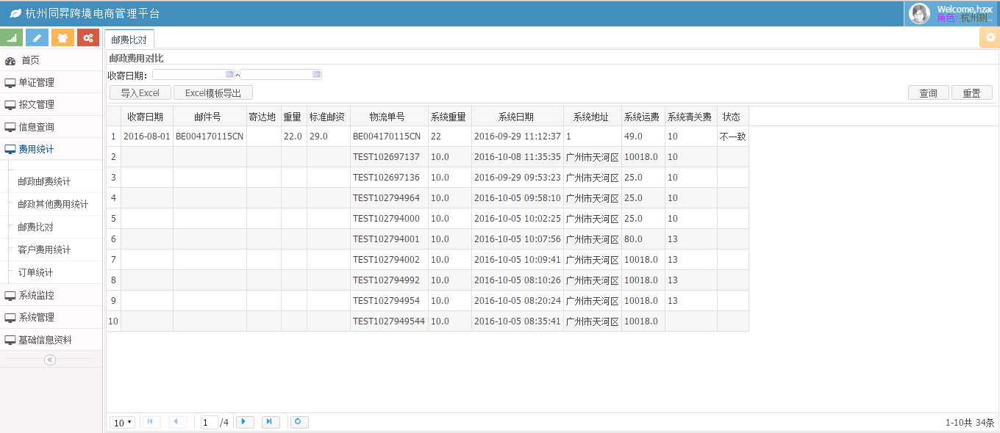 杭州同昇跨境电商管理平台
Welcome,hzac
角色: 杭州测..
首页
单证管理
报文管理
信息查询
费用统计
邮政邮费统计
邮政其他费用统计
邮费比对
客户费用统计
订单统计
系统监控
系统管理
基础信息资料
邮费比对
邮政费用对比
收寄日期: ~
导入Excel Excel模板导出 查询 重置
收寄日期 邮件号 寄达地 重量 标准邮资 物流单号 系统重量 系统日期 系统地址 系统运费 系统清关费 状态
1 2016-08-01 BE004170115CN 22.0 29.0 BE004170115CN 22 2016-09-29 11:12:37 1 49.0 10 不一致
2 TEST102697137 10.0 2016-10-08 11:35:35 广州市天河区 10018.0 10
3 TEST102697136 10.0 2016-09-29 09:53:23 广州市天河区 25.0 10
4 TEST102794964 10.0 2016-10-05 09:58:10 广州市天河区 25.0 10
5 TEST102794000 10.0 2016-10-05 10:02:25 广州市天河区 25.0 10
6 TEST102794001 10.0 2016-10-05 10:07:56 广州市天河区 80.0 13
7 TEST102794002 10.0 2016-10-05 10:09:41 广州市天河区 10018.0 13
8 TEST102794992 10.0 2016-10-05 08:10:26 广州市天河区 10018.0 13
9 TEST102794954 10.0 2016-10-05 08:20:24 广州市天河区 10018.0 13
10 TEST1027949544 10.0 2016-10-05 08:35:41 广州市天河区 10018.0
10 1 /4 1-10共 34条